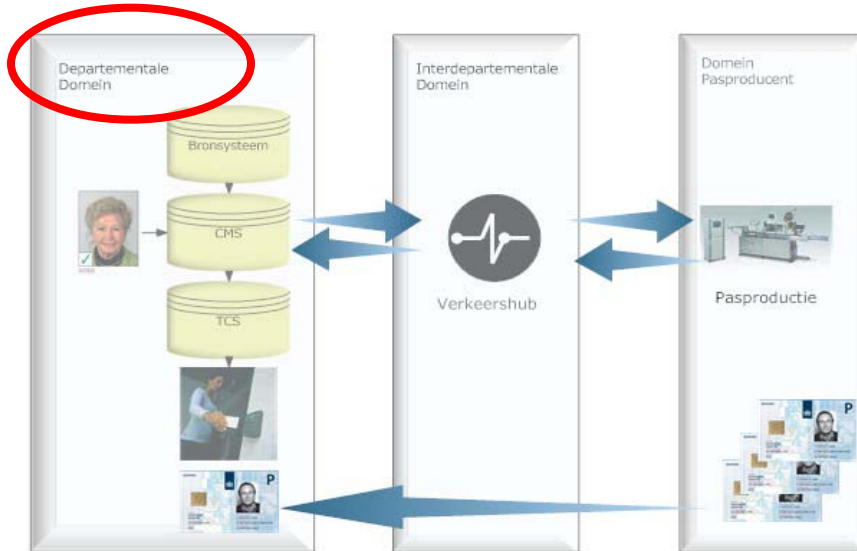 Departementale
Domein
Bronsysteem
CMS
TCS
P
Interdepartementale
Domein
Verkeershub
Domein
Pasproducent
Pasproductie
P